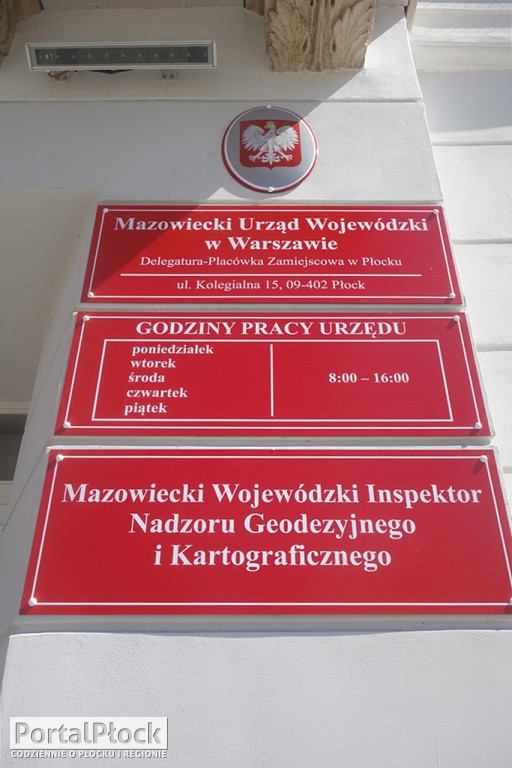 Mazowiecki Urząd Wojewódzki
w Warszawie
Delegatura-Placówka Zamiejscowa w Płocku
ul. Kolegialna 15, 09-402 Płock
GODZINY PRACY URZĘDU
poniedziałek
wtorek
środa
czwartek
piątek
8:00 – 16:00
Mazowiecki Wojewódzki Inspektor
Nadzoru Geodezyjnego
i Kartograficznego
PortalPłock
CODZIENNIE O PŁOCKU I REGIONIE